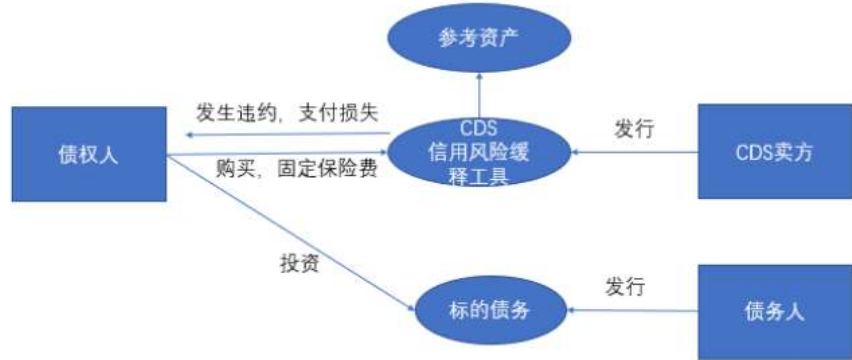 参考资产
发生违约，支付损失
债权人
购买，固定保险费
CDS
信用风险缓
释工具
发行
CDS卖方
投资
标的债务
发行
债务人